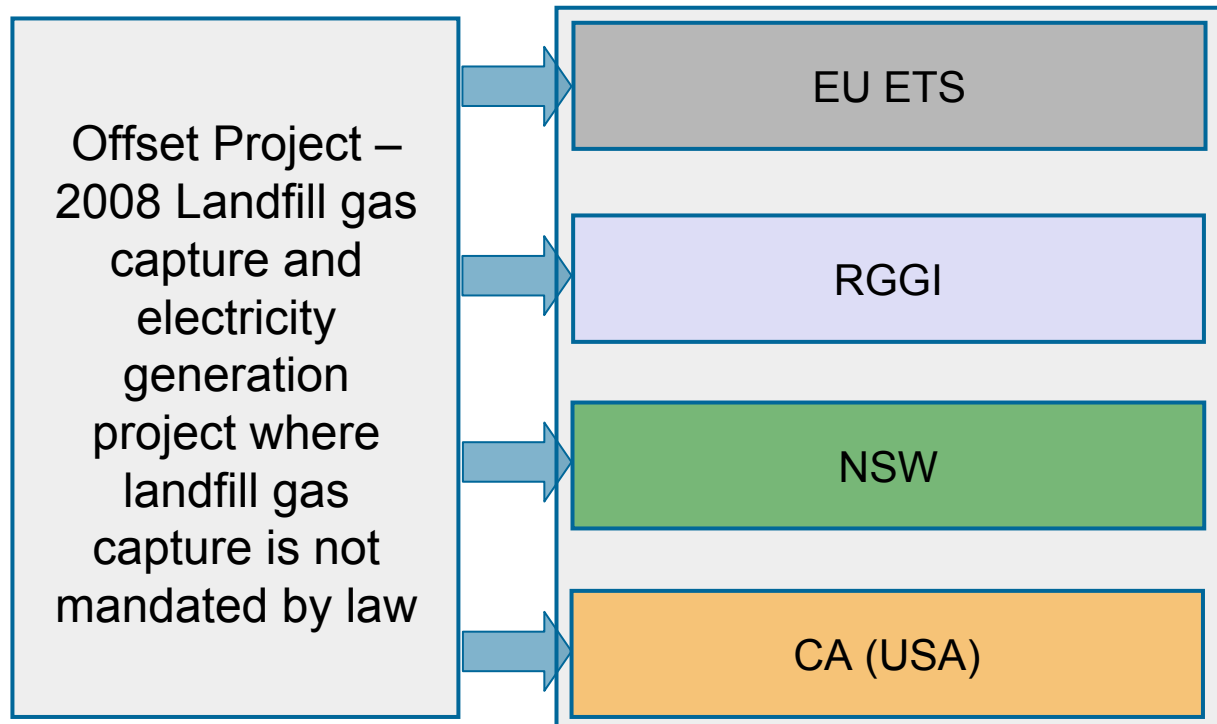 Offset Project –
2008 Landfill gas
capture and
electricity
generation
project where
landfill gas
capture is not
mandated by law
EU ETS
RGGI
NSW
CA (USA)